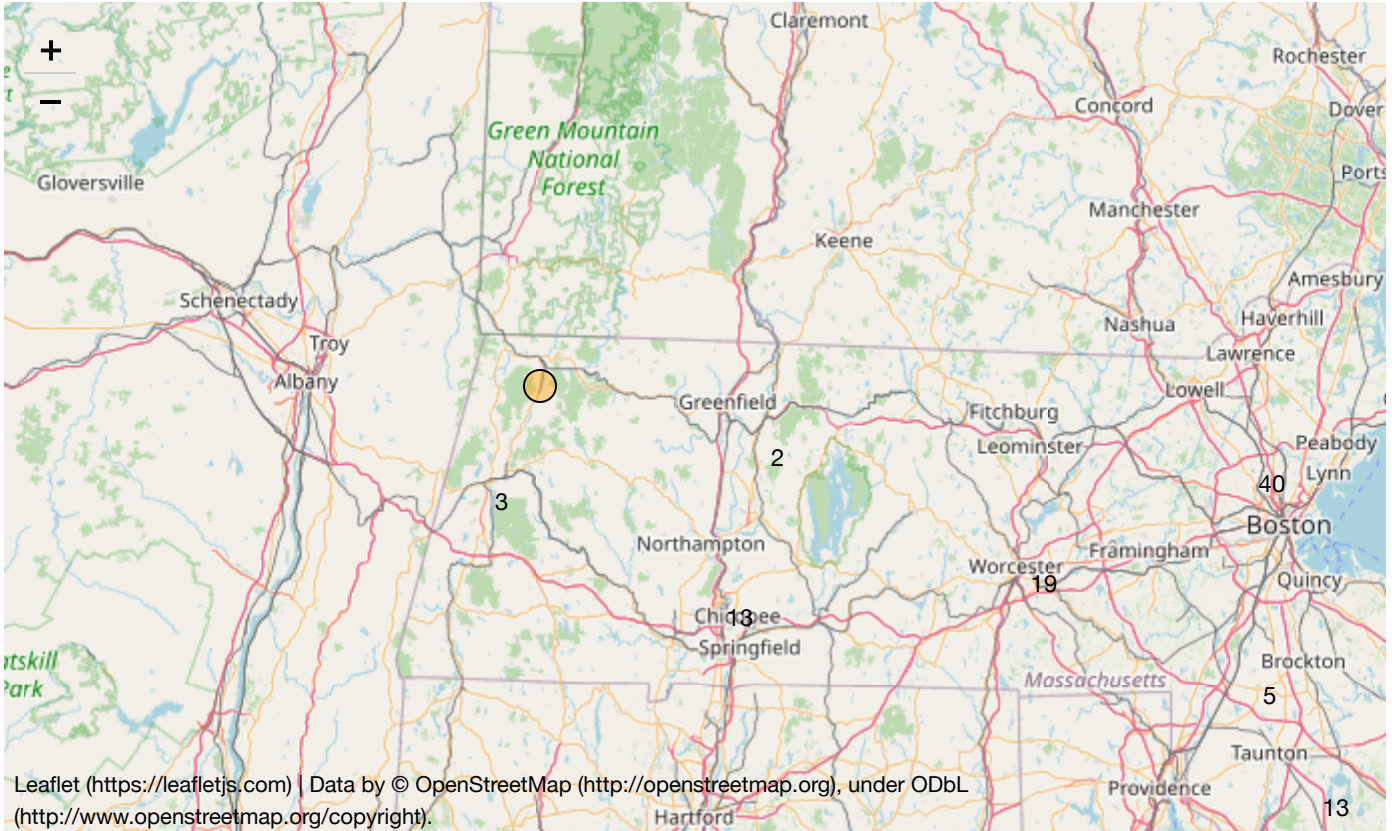 Claremont
+
Rochester
Concord
Dover
Green Mountain
National
Forest
−
Gloversville
Ports
Manchester
Keene
Amesbury
Schenectady
Haverhill
Nashua
Troy
Lawrence
Albany
Lowell
Greenfield
Fitchburg
Leominster
Peabody
2
Lynn
40
3
Boston
Northampton
Framingham
Worcester
19
Quincy
13
Springfield
atskill
Park
Brockton
Massachusetts
5
Taunton
Leaflet (https://leafletjs.com) | Data by © OpenStreetMap (http://openstreetmap.org), under ODbL
(http://www.openstreetmap.org/copyright).
Providence
Hartford
13